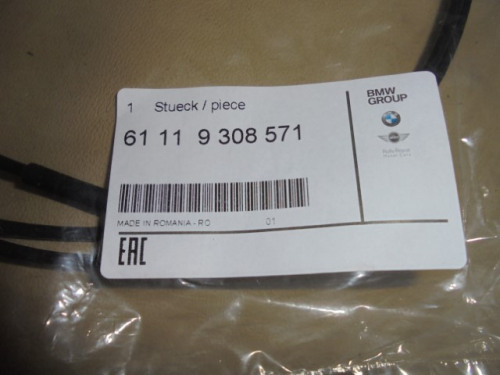 1 Stueck / piece
61 11 9 308 571
MADE IN ROMANIA - RO 01
EAC
BMW
GROUP